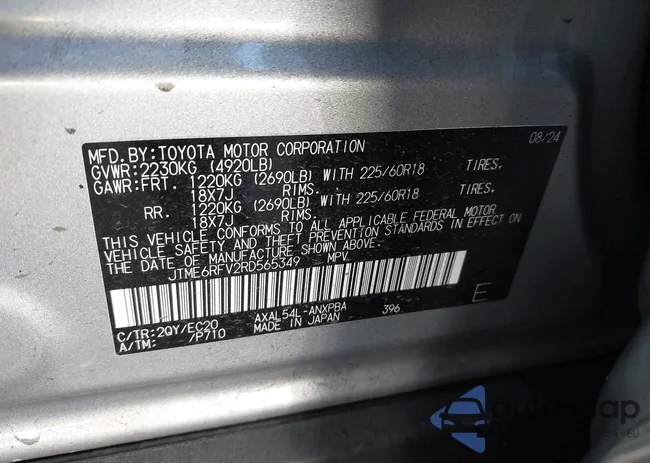 08/24
MFD.BY:TOYOTA MOTOR CORPORATION
GVWR:2230KG (4920LB)
GAWR:FRT. 1220KG (2690LB) WITH 225/60R18 TIRES.
18X7J RIMS.
RR. 1220KG (2690LB) WITH 225/60R18 TIRES.
18X7J RIMS.
THIS VEHICLE CONFORMS TO ALL APPLICABLE FEDERAL MOTOR
VEHICLE SAFETY AND THEFT PREVENTION STANDARDS IN EFFECT ON
THE DATE OF MANUFACTURE SHOWN ABOVE.
JTME6RFV2RD565349 MPV
C/TR:2QY/EC20 AXAL54L-ANXPBA 396 E
A/TM: /P710 MADE IN JAPAN